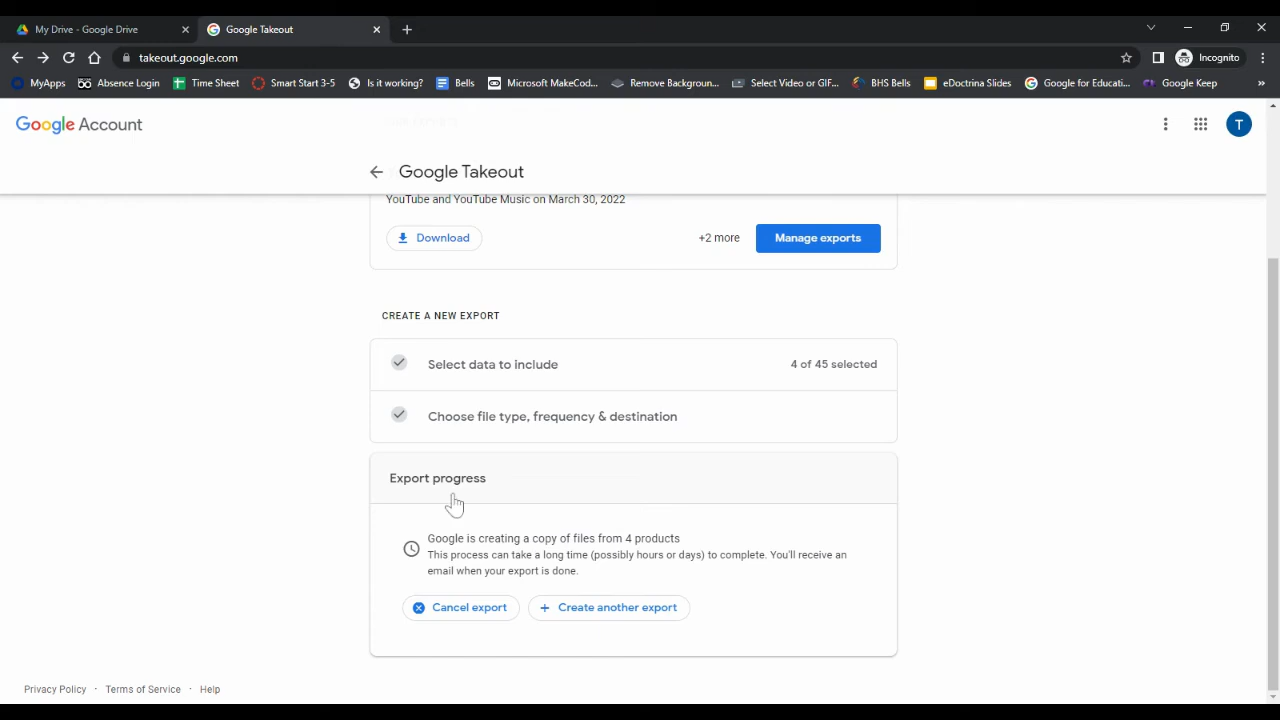 My Drive - Google Drive
Google Takeout
takeout.google.com
Incognito
MyApps
Absence Login
Time Sheet
Smart Start 3-5
Is it working?
Bells
Microsoft MakeCod...
Remove Backgroun...
Select Video or GIF...
BHS Bells
eDoctrina Slides
Google for Educati...
Google Keep
»
Google Account
T
Google Takeout
YouTube and YouTube Music on March 30, 2022
Download
+2 more
Manage exports
CREATE A NEW EXPORT
Select data to include
4 of 45 selected
Choose file type, frequency & destination
Export progress
Google is creating a copy of files from 4 products
This process can take a long time (possibly hours or days) to complete. You'll receive an
email when your export is done.
Cancel export
+ Create another export
Privacy Policy · Terms of Service · Help